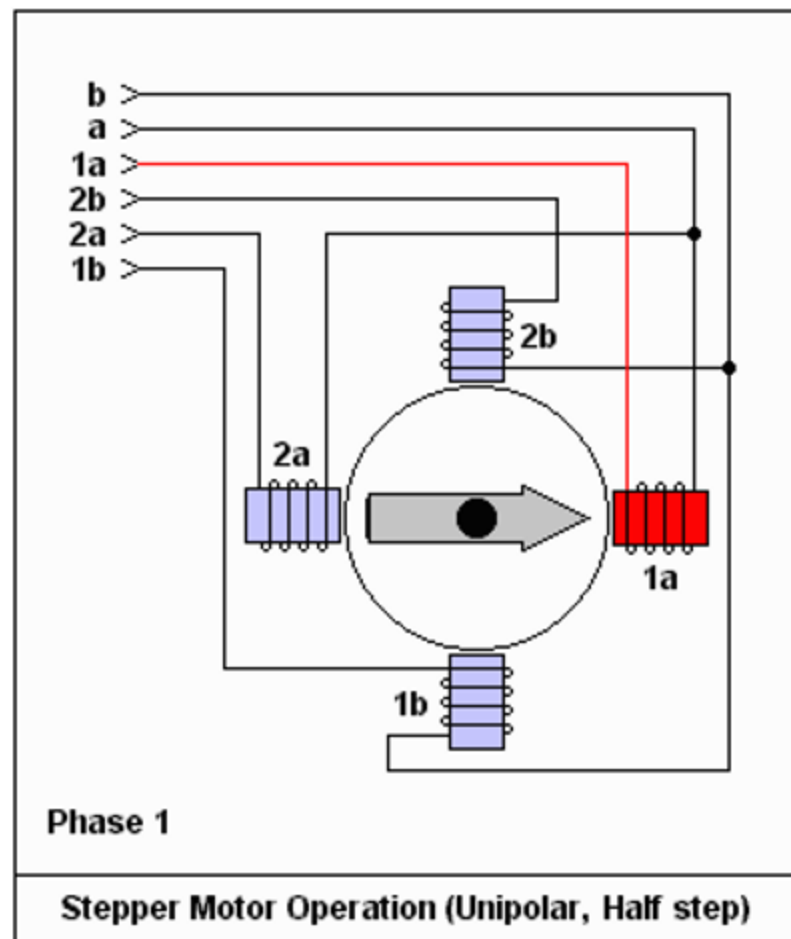 b
a
1a
2b
2a
1b
2b
2a
1a
1b
Phase 1
Stepper Motor Operation (Unipolar, Half step)